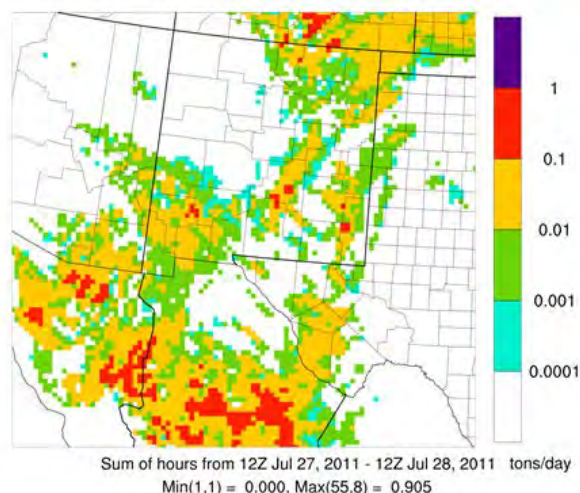 1
0.1
0.01
0.001
0.0001
Sum of hours from 12Z Jul 27, 2011 - 12Z Jul 28, 2011 tons/day
Min(1,1) = 0.000, Max(55,8) = 0.905